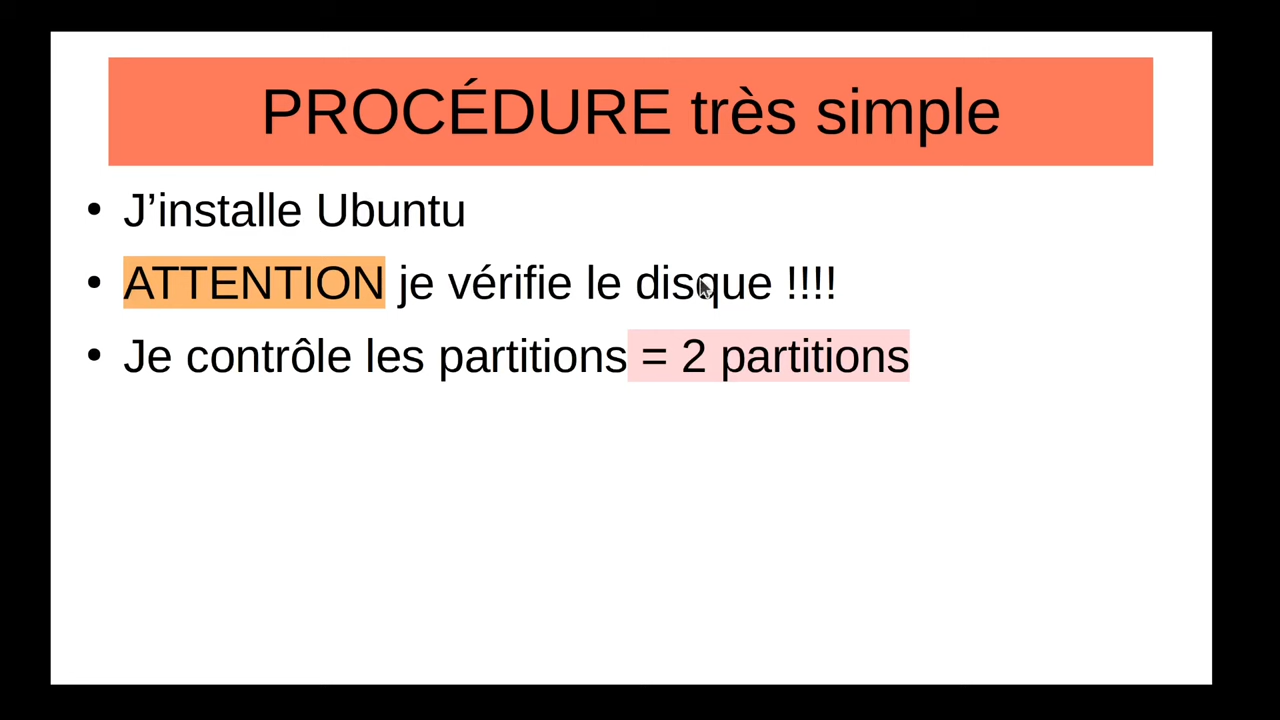 PROCÉDURE très simple
• J’installe Ubuntu
• ATTENTION je vérifie le disque !!!!
• Je contrôle les partitions = 2 partitions